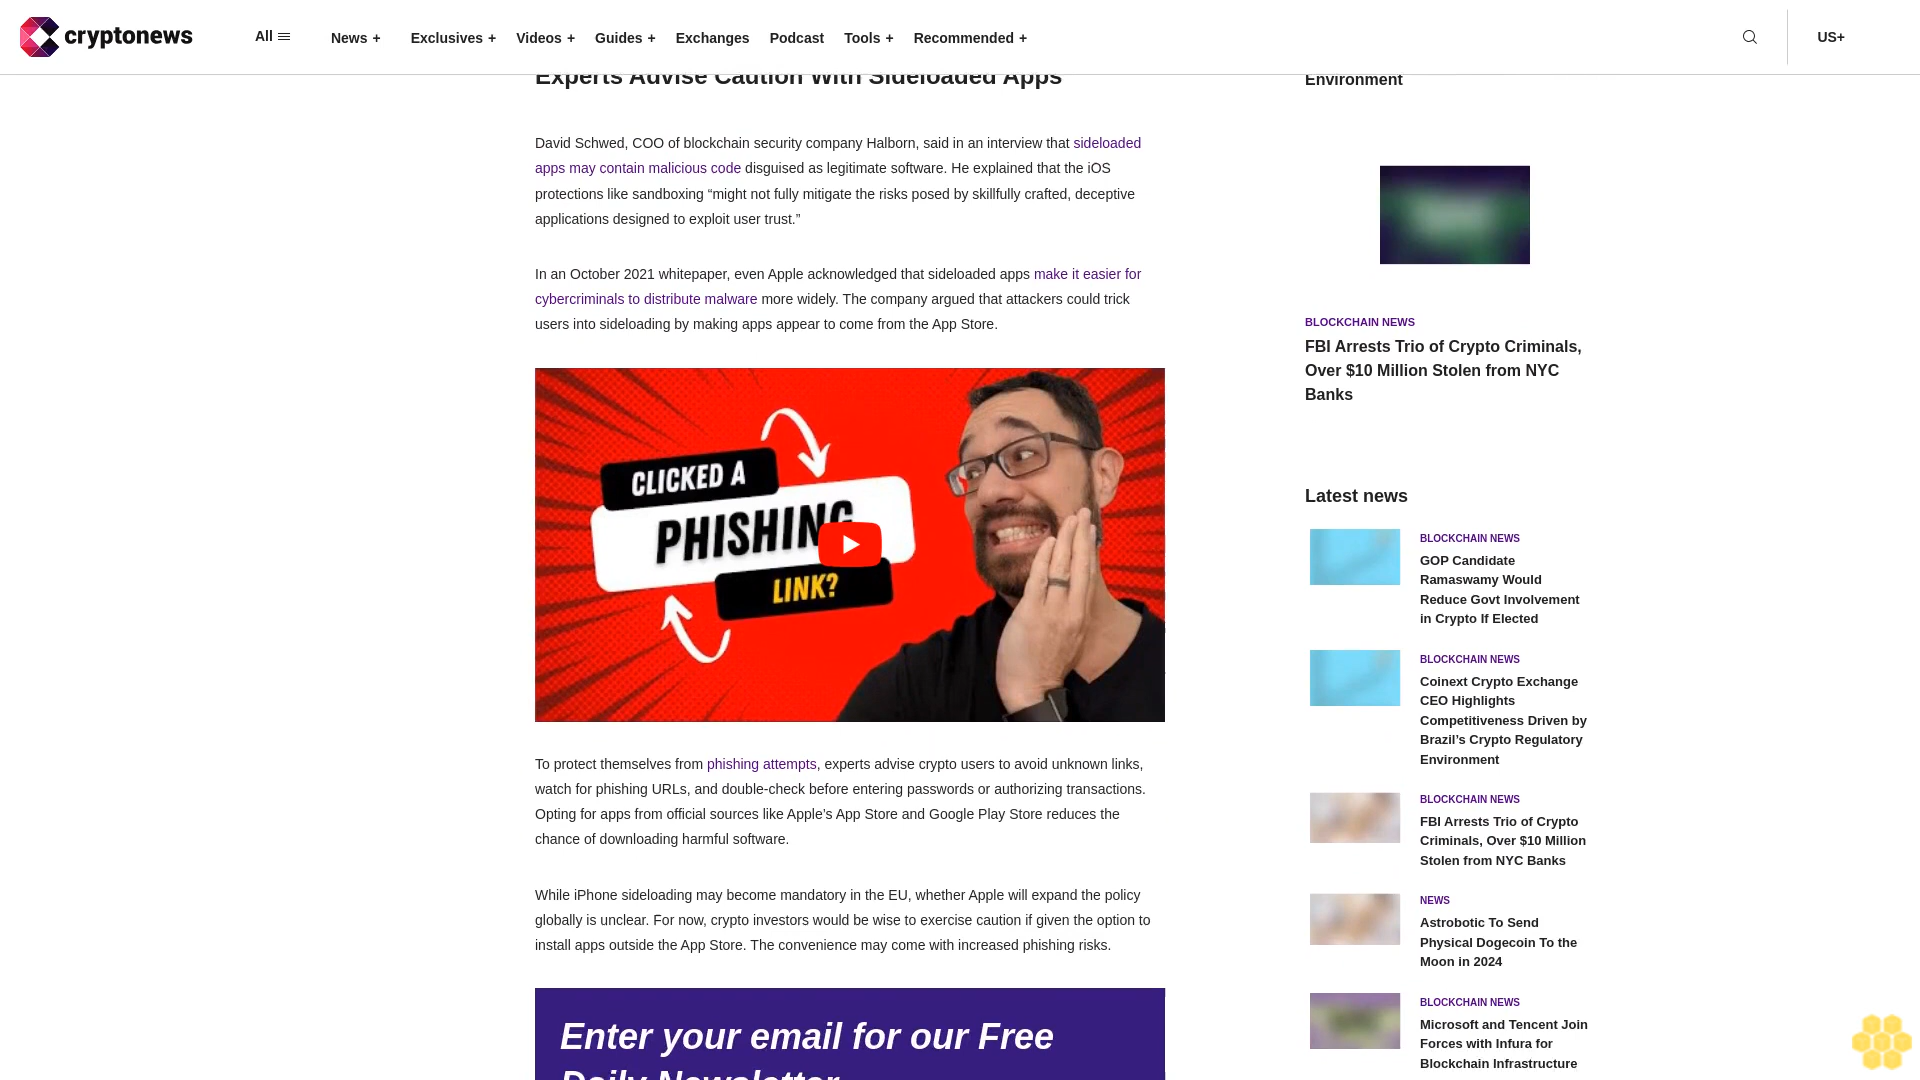 cryptonews
All
News +
Exclusives +
Videos +
Guides +
Exchanges
Podcast
Tools +
Recommended +
US+
Experts Advise Caution With Sideloaded Apps
David Schwed, COO of blockchain security company Halborn, said in an interview that sideloaded
apps may contain malicious code disguised as legitimate software. He explained that the iOS
protections like sandboxing “might not fully mitigate the risks posed by skillfully crafted, deceptive
applications designed to exploit user trust.”
In an October 2021 whitepaper, even Apple acknowledged that sideloaded apps make it easier for
cybercriminals to distribute malware more widely. The company argued that attackers could trick
users into sideloading by making apps appear to come from the App Store.
CLICKED A
PHISHING
LINK?
To protect themselves from phishing attempts, experts advise crypto users to avoid unknown links,
watch for phishing URLs, and double-check before entering passwords or authorizing transactions.
Opting for apps from official sources like Apple’s App Store and Google Play Store reduces the
chance of downloading harmful software.
While iPhone sideloading may become mandatory in the EU, whether Apple will expand the policy
globally is unclear. For now, crypto investors would be wise to exercise caution if given the option to
install apps outside the App Store. The convenience may come with increased phishing risks.
Enter your email for our Free
Daily Newsletter
Environment
BLOCKCHAIN NEWS
FBI Arrests Trio of Crypto Criminals,
Over $10 Million Stolen from NYC
Banks
Latest news
BLOCKCHAIN NEWS
GOP Candidate
Ramaswamy Would
Reduce Govt Involvement
in Crypto If Elected
BLOCKCHAIN NEWS
Coinext Crypto Exchange
CEO Highlights
Competitiveness Driven by
Brazil’s Crypto Regulatory
Environment
BLOCKCHAIN NEWS
FBI Arrests Trio of Crypto
Criminals, Over $10 Million
Stolen from NYC Banks
NEWS
Astrobotic To Send
Physical Dogecoin To the
Moon in 2024
BLOCKCHAIN NEWS
Microsoft and Tencent Join
Forces with Infura for
Blockchain Infrastructure